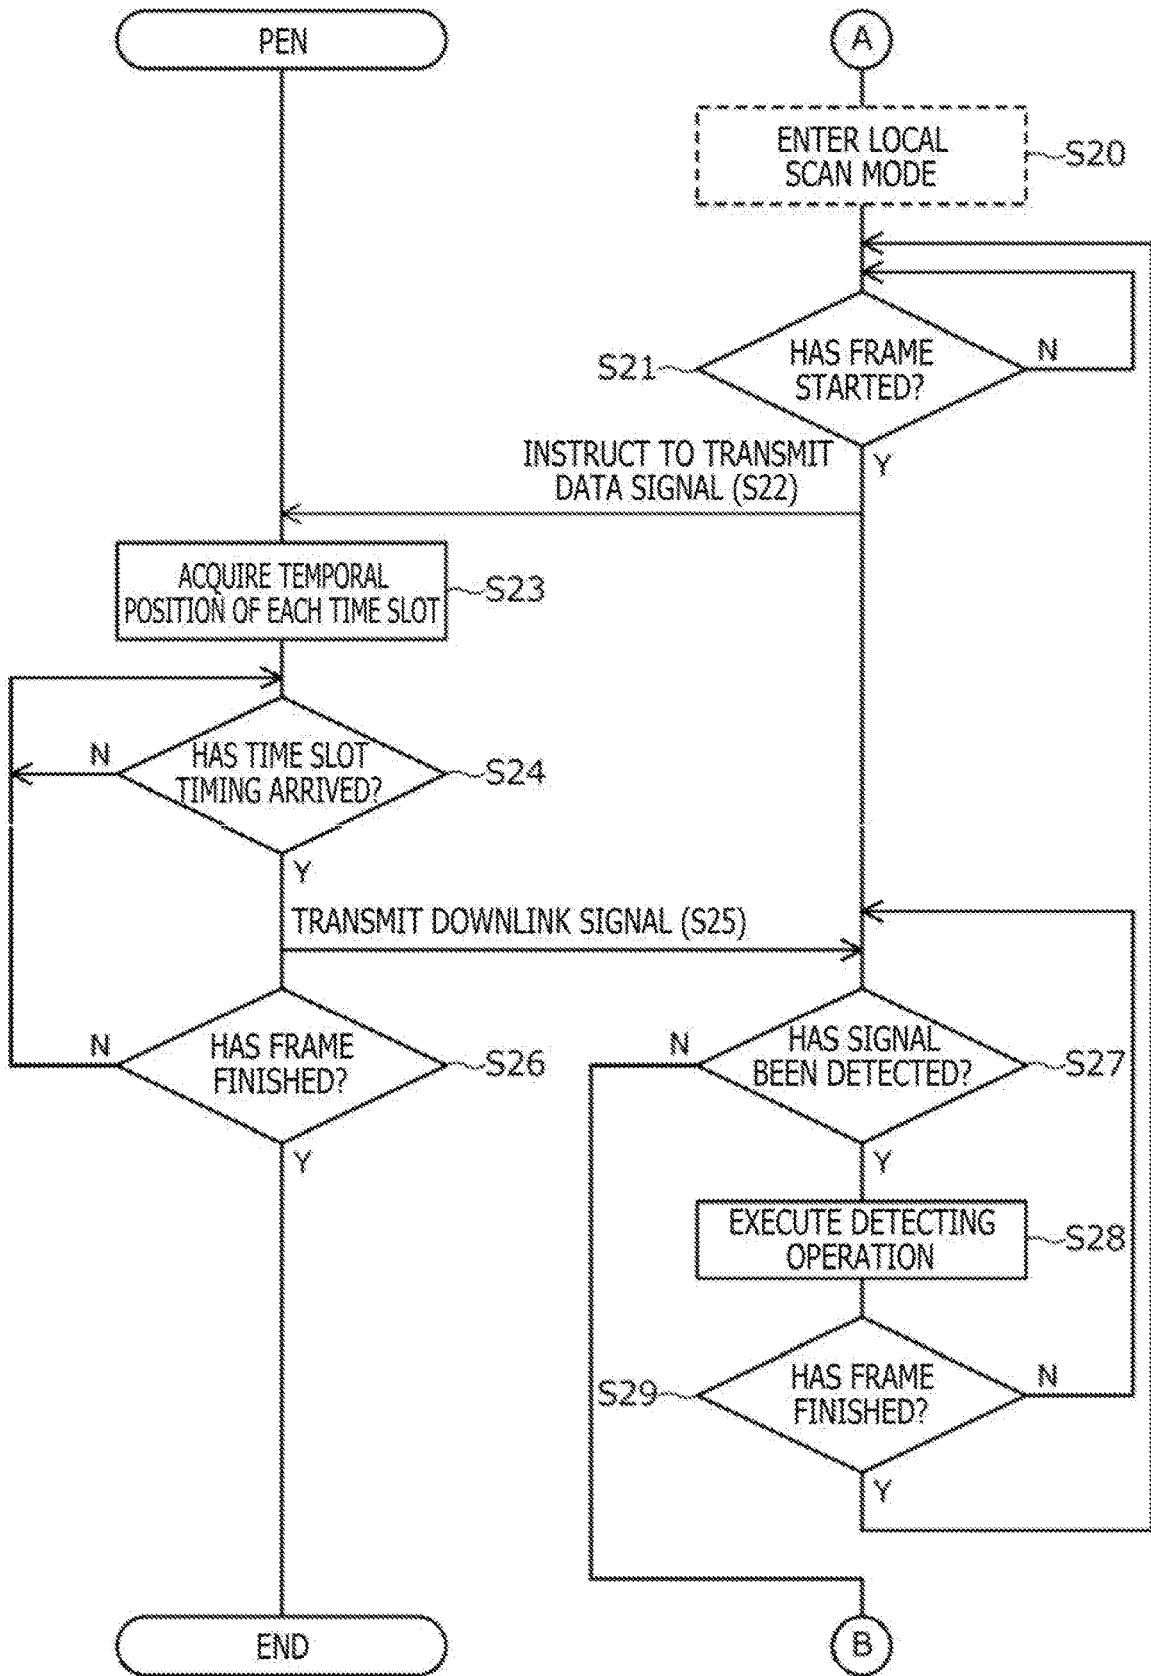 PEN
A
ENTER LOCAL
SCAN MODE
S20
HAS FRAME
STARTED?
S21
N
Y
INSTRUCT TO TRANSMIT
DATA SIGNAL (S22)
ACQUIRE TEMPORAL
POSITION OF EACH TIME SLOT
S23
N
HAS TIME SLOT
TIMING ARRIVED?
S24
Y
TRANSMIT DOWNLINK SIGNAL (S25)
N
HAS FRAME
FINISHED?
S26
Y
N
HAS SIGNAL
BEEN DETECTED?
S27
Y
EXECUTE DETECTING
OPERATION
S28
S29
HAS FRAME
FINISHED?
N
Y
END
B